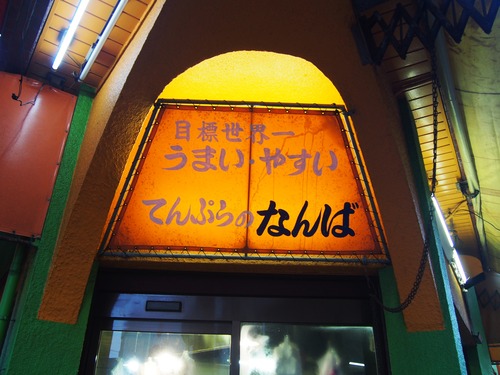 目標世界一
うまい・やすい
てんぷらのなんば